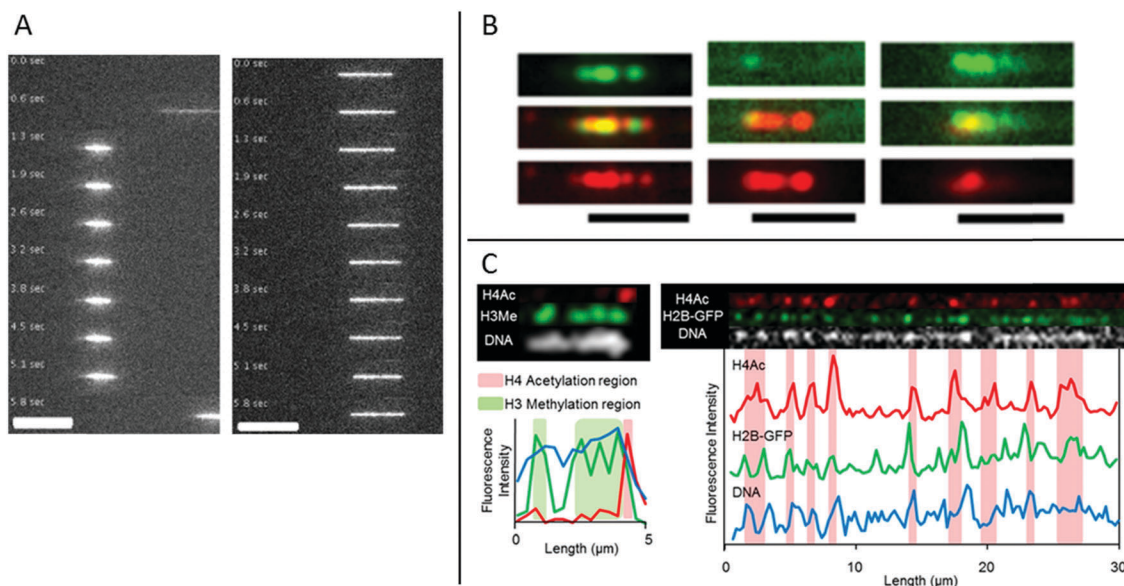 A
0.0 sec
0.6 sec
1.3 sec
1.9 sec
2.6 sec
3.2 sec
3.8 sec
4.5 sec
5.1 sec
5.8 sec
0.0 sec
0.6 sec
1.3 sec
1.9 sec
2.6 sec
3.2 sec
3.8 sec
4.5 sec
5.1 sec
5.8 sec
B
C
H4Ac
H3Me
DNA
H4 Acetylation region
H3 Methylation region
Fluorescence
Intensity
0 5
Length (µm)
H4Ac
H2B-GFP
DNA
Fluorescence Intensity
H4Ac
H2B-GFP
DNA
10 20 30
Length (µm)